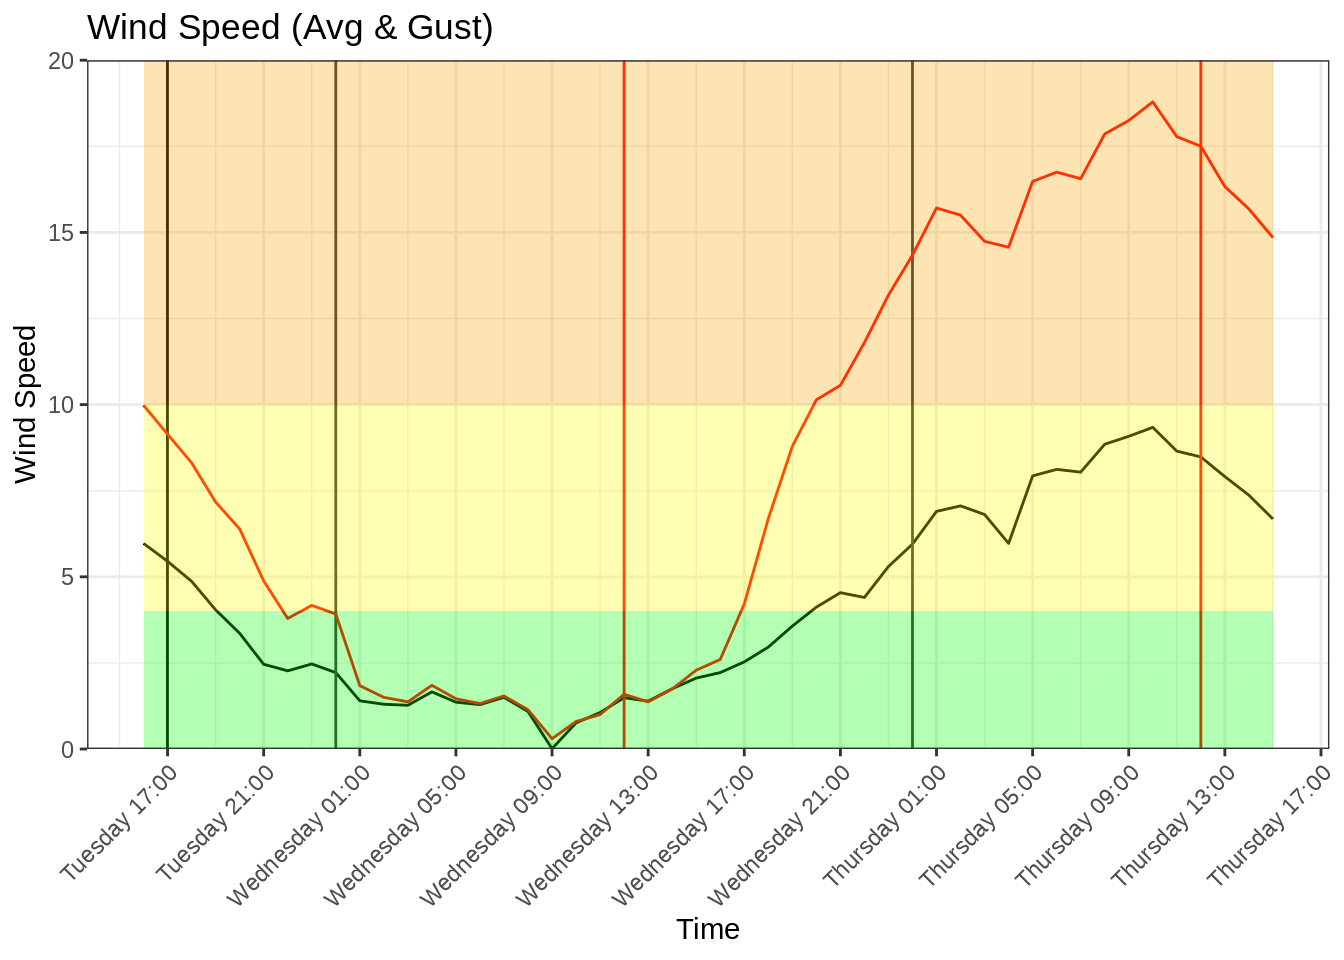 Wind Speed (Avg & Gust)
20
15
10
5
0
Wind Speed
Tuesday 17:00
Tuesday 21:00
Wednesday 01:00
Wednesday 05:00
Wednesday 09:00
Wednesday 13:00
Wednesday 17:00
Wednesday 21:00
Thursday 01:00
Thursday 05:00
Thursday 09:00
Thursday 13:00
Thursday 17:00
Time